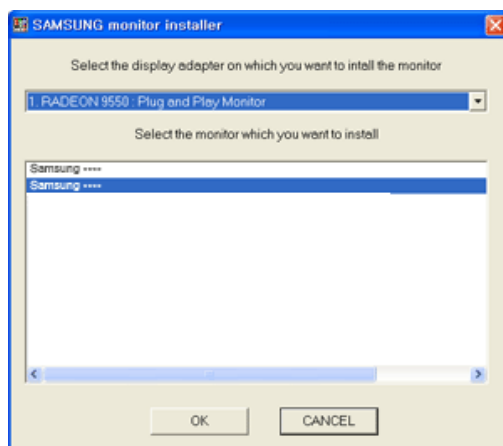 SAMSUNG monitor installer
Select the display adapter on which you want to intall the monitor
1. RADEON 9550 : Plug and Play Monitor
Select the monitor which you want to install
Samsung ····
Samsung ····
OK
CANCEL